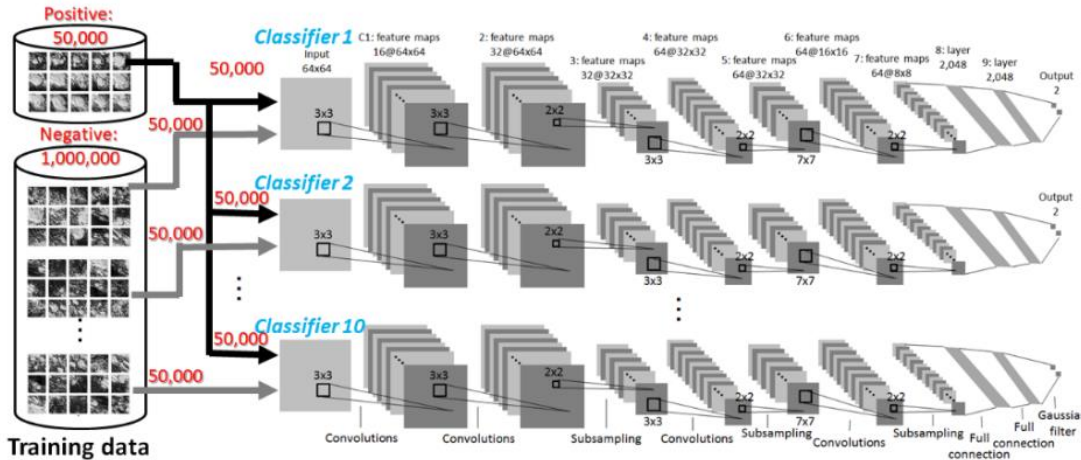 Positive:
50,000
Negative:
1,000,000
Training data
50,000
50,000
50,000
50,000
50,000
50,000
Classifier 1
Input
64x64
C1: feature maps
16@64x64
2: feature maps
32@64x64
3: feature maps
32@32x32
4: feature maps
64@32x32
5: feature maps
64@32x32
6: feature maps
64@16x16
7: feature maps
64@8x8
8: layer
2,048
9: layer
2,048
Output
2
3x3
3x3
2x2
3x3
2x2
7x7
2x2
Classifier 2
Output
2
3x3
3x3
2x2
3x3
2x2
7x7
2x2
Classifier 10
3x3
3x3
2x2
3x3
2x2
7x7
2x2
Convolutions
Convolutions
Subsampling
Convolutions
Subsampling
Convolutions
Subsampling
Full
connection
Full
connection
Gaussian
filter